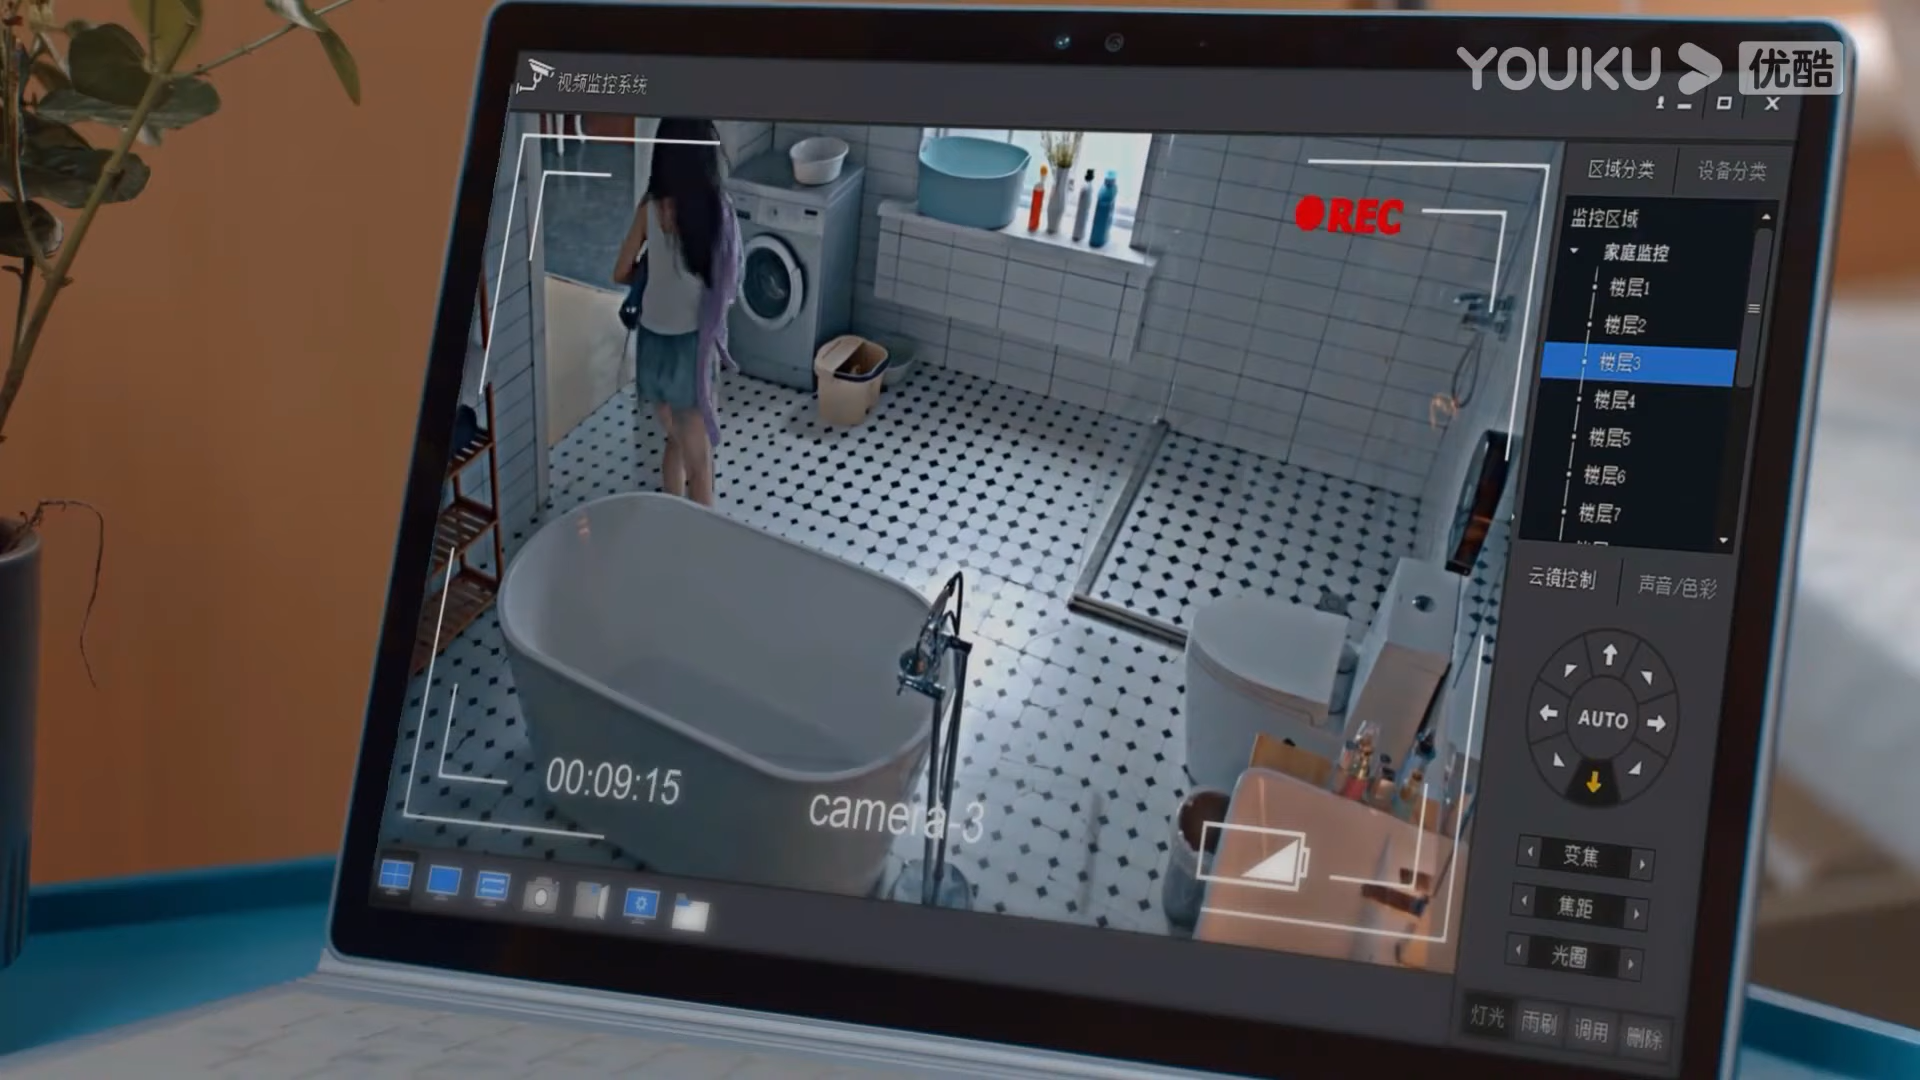 YOUKU 优酷
视频监控系统
REC
区域分类 设备分类
监控区域
家庭监控
楼层1
楼层2
楼层3
楼层4
楼层5
楼层6
楼层7
云镜控制 声音/色彩
AUTO
00:09:15
camera-3
变焦
焦距
光圈
灯光 雨刷 调用 删除